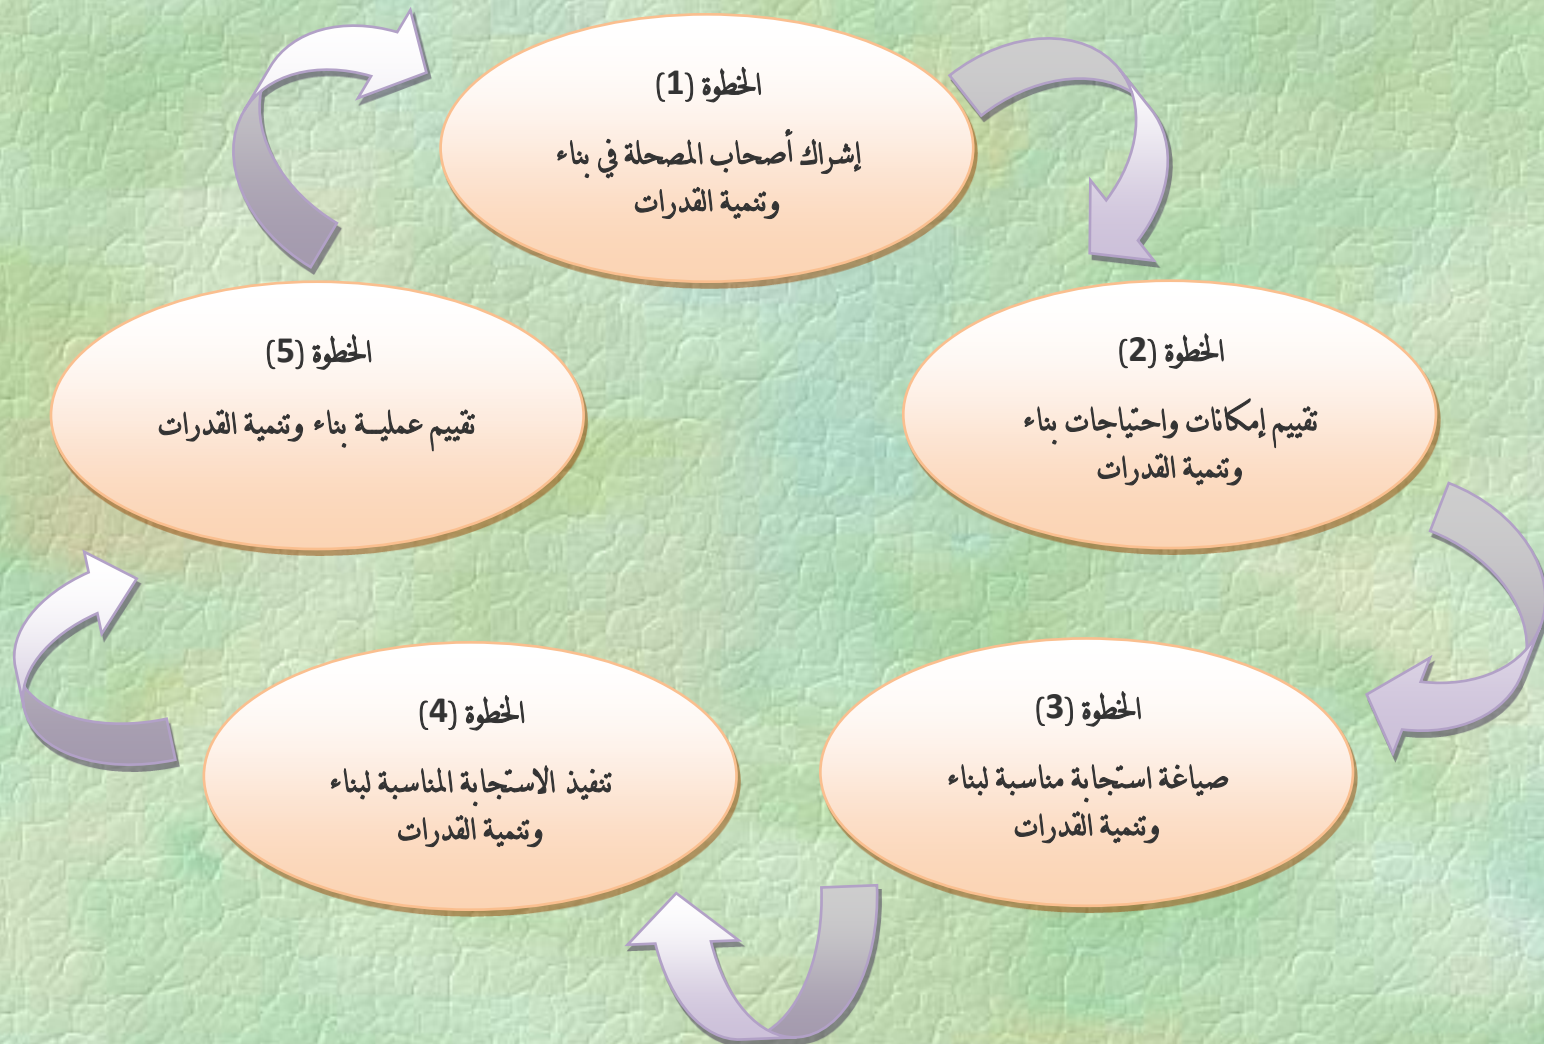 الخطوة (1)
إشراك أصحاب المصحلة في بناء
وتنمية القدرات
الخطوة (2)
تقييم إمكانات واحتياجات بناء
وتنمية القدرات
الخطوة (3)
صياغة استجابة مناسبة لبناء
وتنمية القدرات
الخطوة (4)
تنفيذ الاستجابة المناسبة لبناء
وتنمية القدرات
الخطوة (5)
تقييم عمليـــة بناء وتنمية القدرات